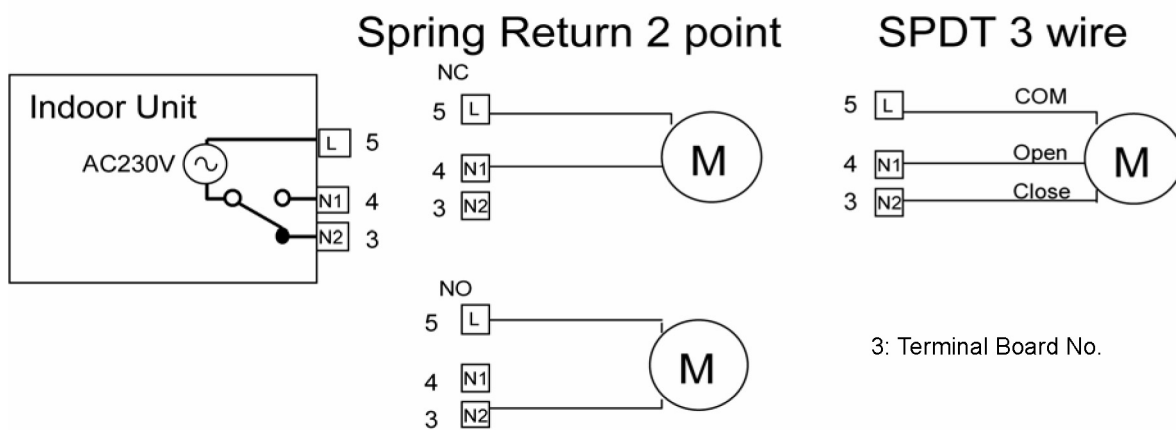 Spring Return 2 point
SPDT 3 wire
Indoor Unit
AC230V
L 5
N1 4
N2 3
NC
5 L
4 N1
3 N2
M
NO
5 L
4 N1
3 N2
M
5 L COM
4 N1 Open
3 N2 Close
M
3: Terminal Board No.